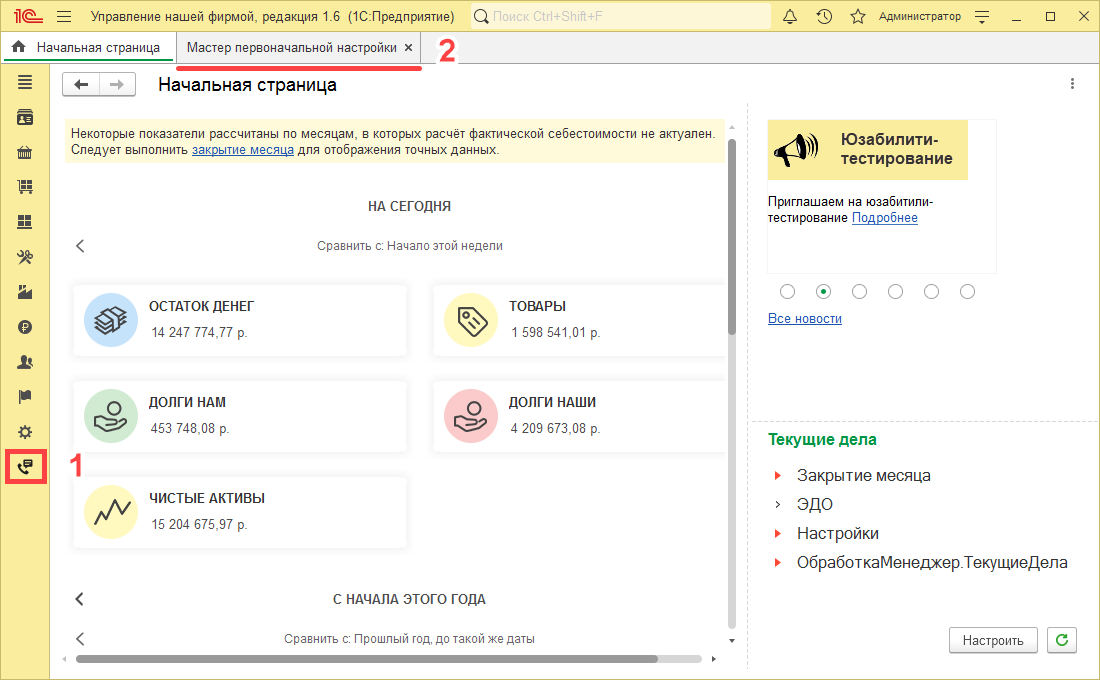 1С Управление нашей фирмой, редакция 1.6 (1С:Предприятие) Поиск Ctrl+Shift+F Администратор
Начальная страница Мастер первоначальной настройки × 2
Начальная страница
Некоторые показатели рассчитаны по месяцам, в которых расчёт фактической себестоимости не актуален.
Следует выполнить закрытие месяца для отображения точных данных.
НА СЕГОДНЯ
Сравнить с: Начало этой недели
ОСТАТОК ДЕНЕГ
14 247 774,77 р.
ТОВАРЫ
1 598 541,01 р.
ДОЛГИ НАМ
453 748,08 р.
ДОЛГИ НАШИ
4 209 673,08 р.
1
ЧИСТЫЕ АКТИВЫ
15 204 675,97 р.
С НАЧАЛА ЭТОГО ГОДА
Сравнить с: Прошлый год, до такой же даты
Юзабилити-
тестирование
Приглашаем на юзабитили-
тестирование Подробнее
Все новости
Текущие дела
Закрытие месяца
ЭДО
Настройки
ОбработкаМенеджер.ТекущиеДела
Настроить